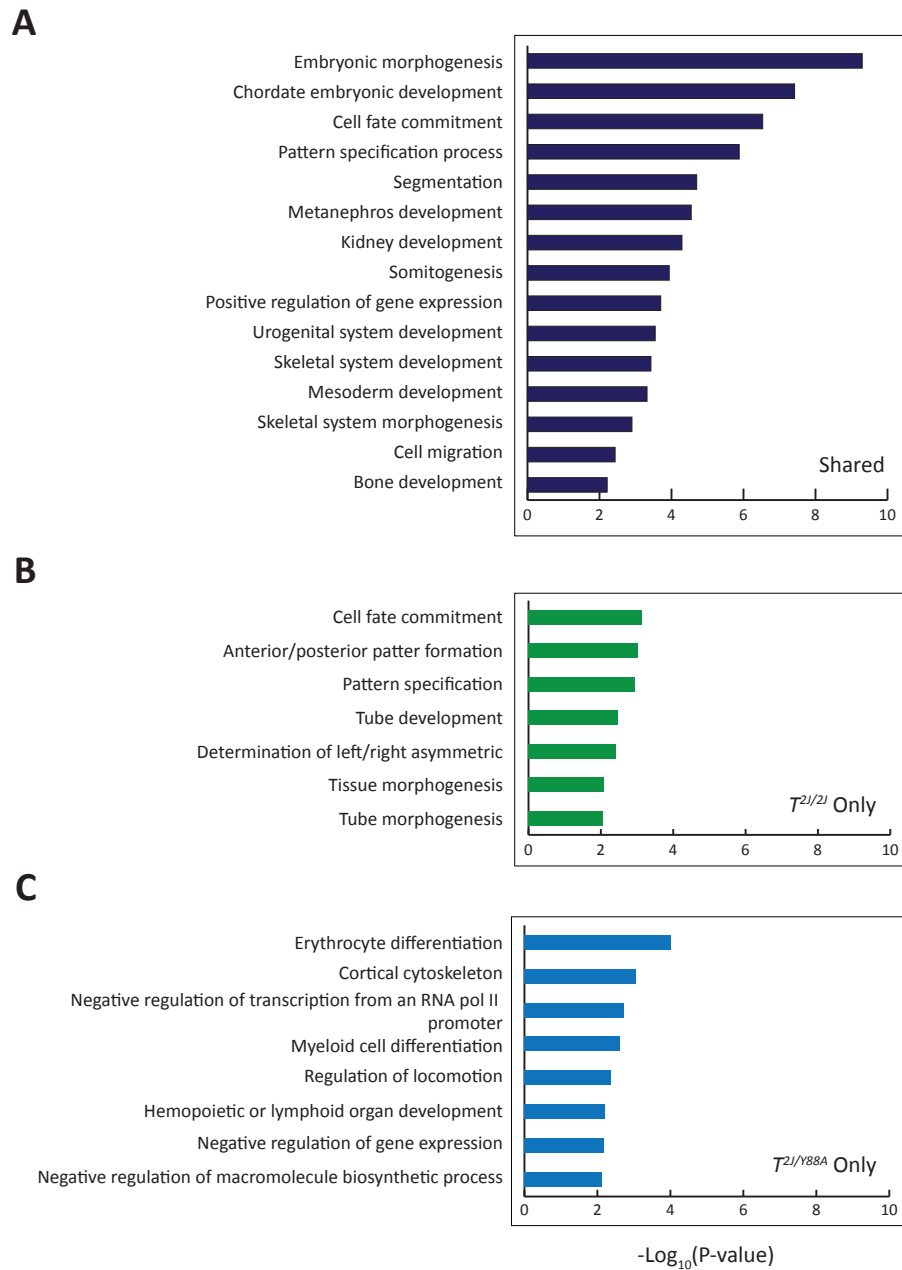 A
Embryonic morphogenesis
Chordate embryonic development
Cell fate commitment
Pattern specification process
Segmentation
Metanephros development
Kidney development
Somitogenesis
Positive regulation of gene expression
Urogenital system development
Skeletal system development
Mesoderm development
Skeletal system morphogenesis
Cell migration
Bone development
Shared
0 2 4 6 8 10
B
Cell fate commitment
Anterior/posterior patter formation
Pattern specification
Tube development
Determination of left/right asymmetric
Tissue morphogenesis
Tube morphogenesis
T2J/2J Only
0 2 4 6 8 10
C
Erythrocyte differentiation
Cortical cytoskeleton
Negative regulation of transcription from an RNA pol II
promoter
Myeloid cell differentiation
Regulation of locomotion
Hemopoietic or lymphoid organ development
Negative regulation of gene expression
Negative regulation of macromolecule biosynthetic process
T2J/Y88A Only
0 2 4 6 8 10
-Log10(P-value)